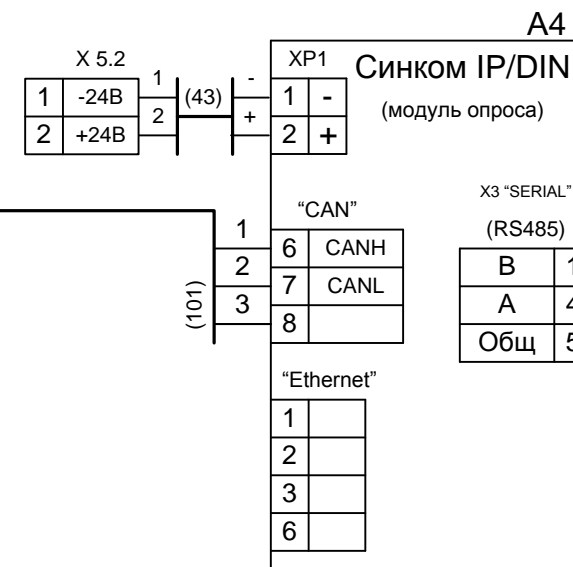 A4
X 5.2
XP1
Синком IP/DIN
(модуль опроса)
1 -24В 1 (43) - 1 -
2 +24В 2 + 2 +
X3 “SERIAL”
(RS485)
“CAN”
1 6 CANH
2 7 CANL
3 8
(101)
B 1
A 4
Общ 5
“Ethernet”
1
2
3
6